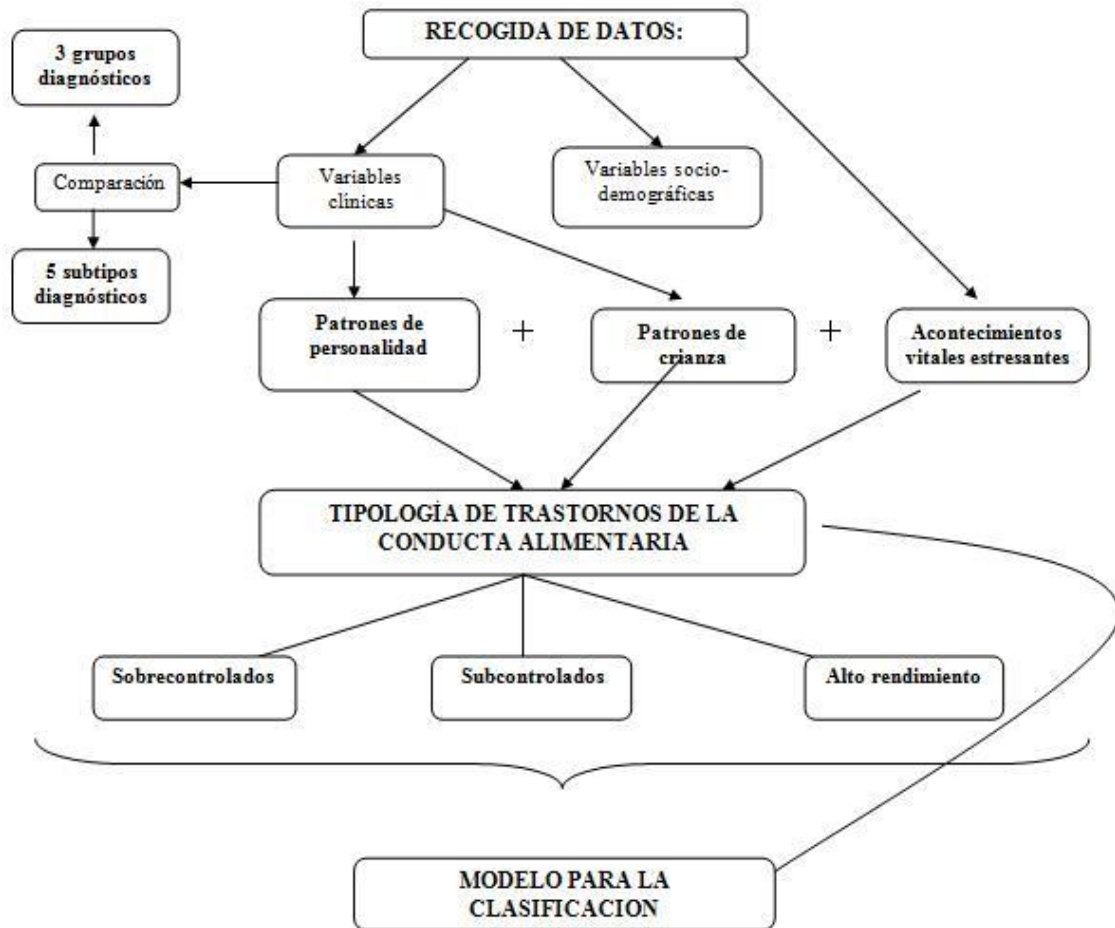 RECOGIDA DE DATOS:
3 grupos
diagnósticos
Comparación
Variables
clínicas
Variables socio-
demográficas
5 subtipos
diagnósticos
Patrones de
personalidad
+
Patrones de
crianza
+
Acontecimientos
vitales estresantes
TIPOLOGÍA DE TRASTORNOS DE LA
CONDUCTA ALIMENTARIA
Sobrecontrolados
Subcontrolados
Alto rendimiento
MODELO PARA LA
CLASIFICACION